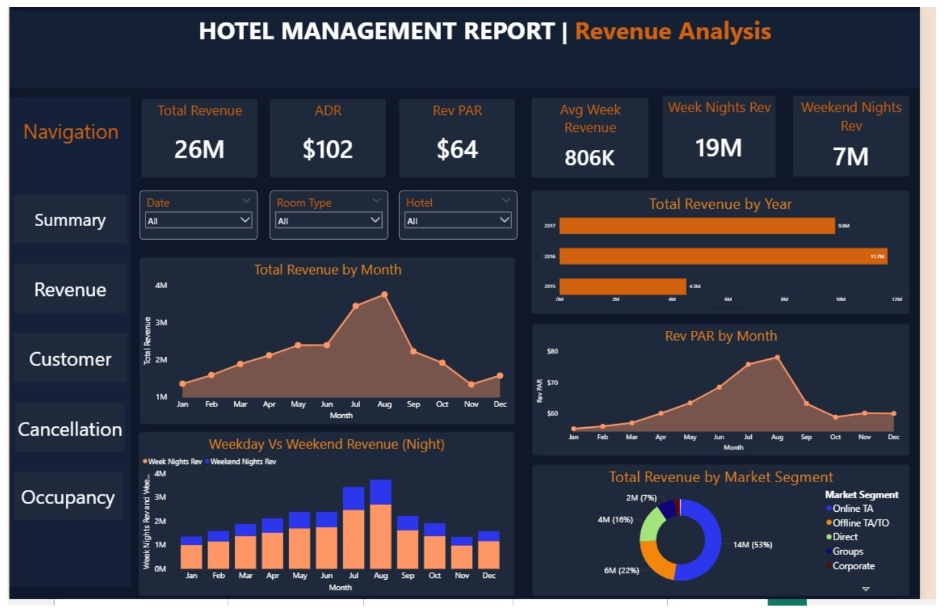 HOTEL MANAGEMENT REPORT | Revenue Analysis
Navigation
Summary
Revenue
Customer
Cancellation
Occupancy
Total Revenue
26M
ADR
$102
Rev PAR
$64
Avg Week
Revenue
806K
Week Nights Rev
19M
Weekend Nights
Rev
7M
Date
All
Room Type
All
Hotel
All
Total Revenue by Month
Total Revenue
4M
3M
2M
1M
Jan Feb Mar Apr May Jun Jul Aug Sep Oct Nov Dec
Month
Weekday Vs Weekend Revenue (Night)
Week Nights Rev Weekend Nights Rev
Week Nights Rev and Wee...
4M
3M
2M
1M
0M
Jan Feb Mar Apr May Jun Jul Aug Sep Oct Nov Dec
Month
Total Revenue by Year
2017
2016 11.7M
2015
0M 2M 4M 6M 8M 10M 12M
Rev PAR by Month
Rev PAR
$80
$70
$60
Jan Feb Mar Apr May Jun Jul Aug Sep Oct Nov Dec
Month
Total Revenue by Market Segment
2M (7%)
4M (16%)
6M (22%)
14M (53%)
Market Segment
Online TA
Offline TA/TO
Direct
Groups
Corporate